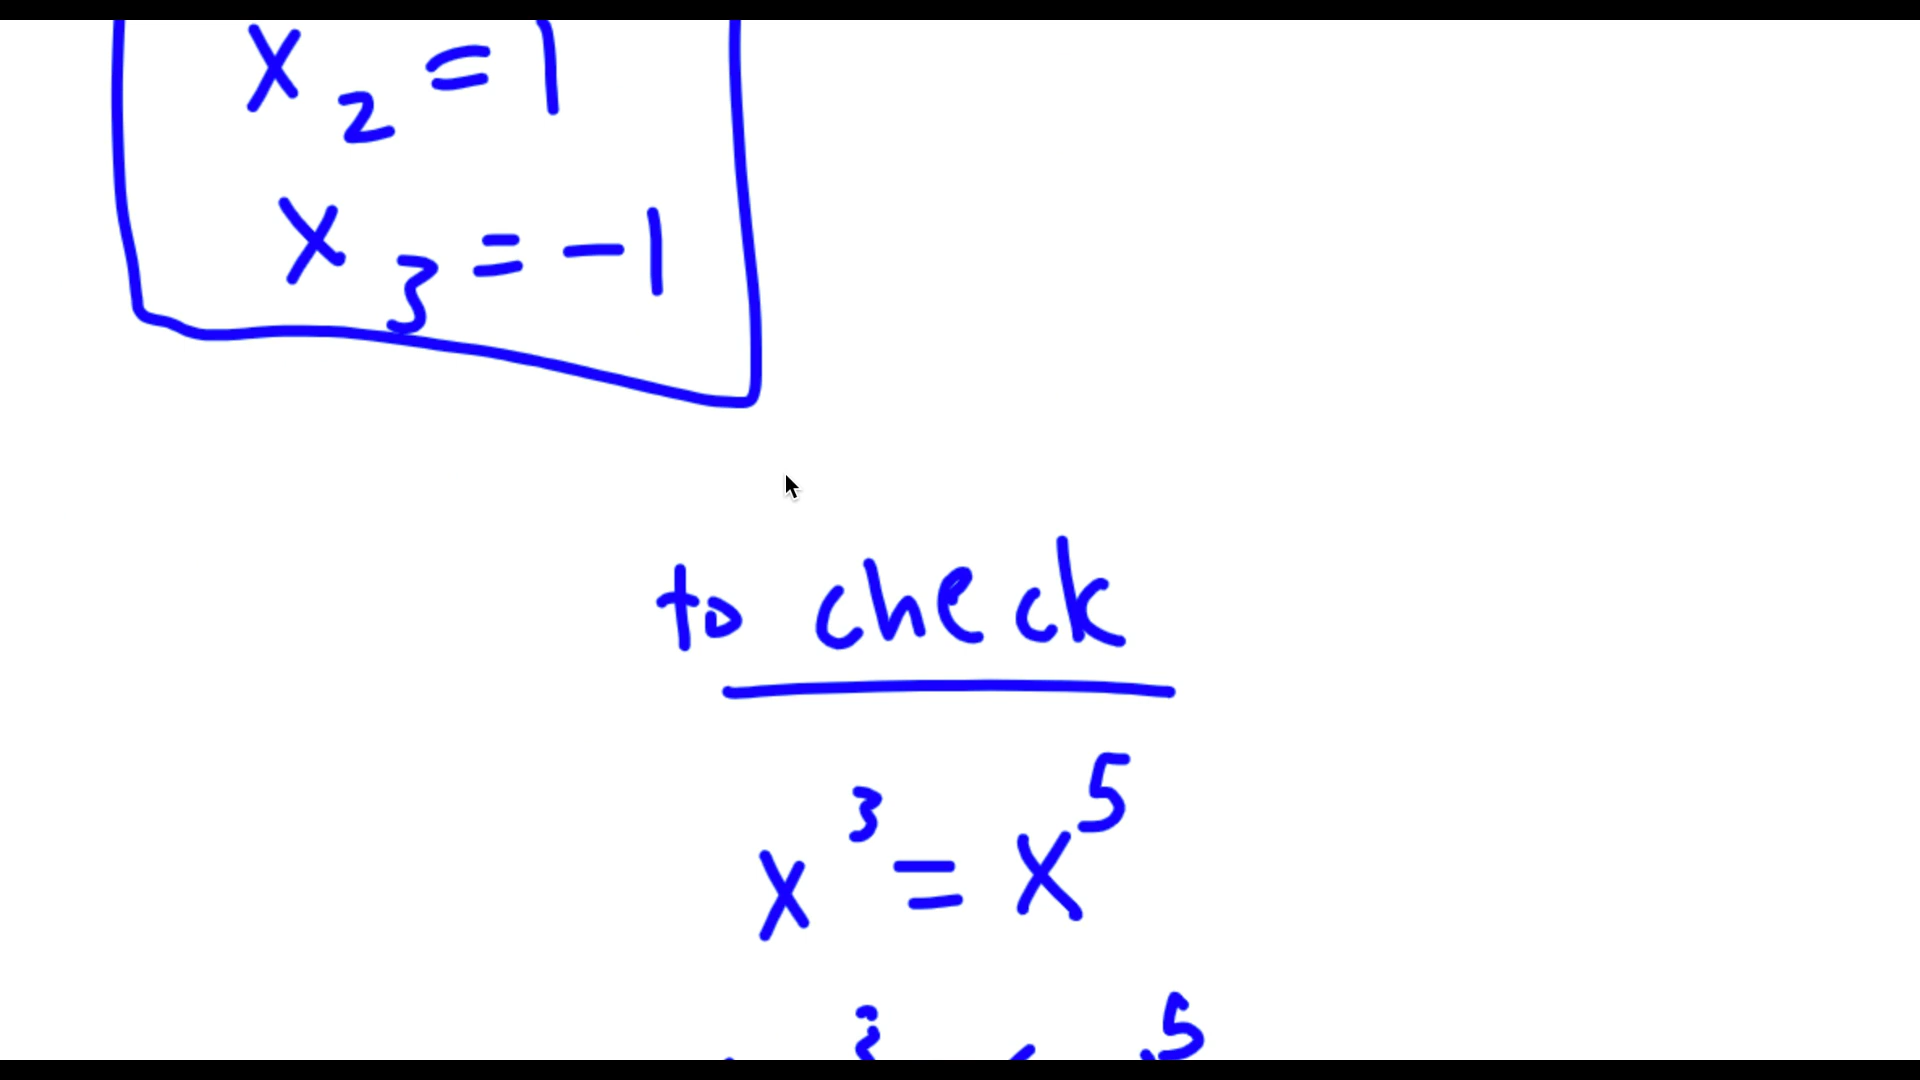 x₂ = 1
x₃ = -1
to check
x³ = x⁵